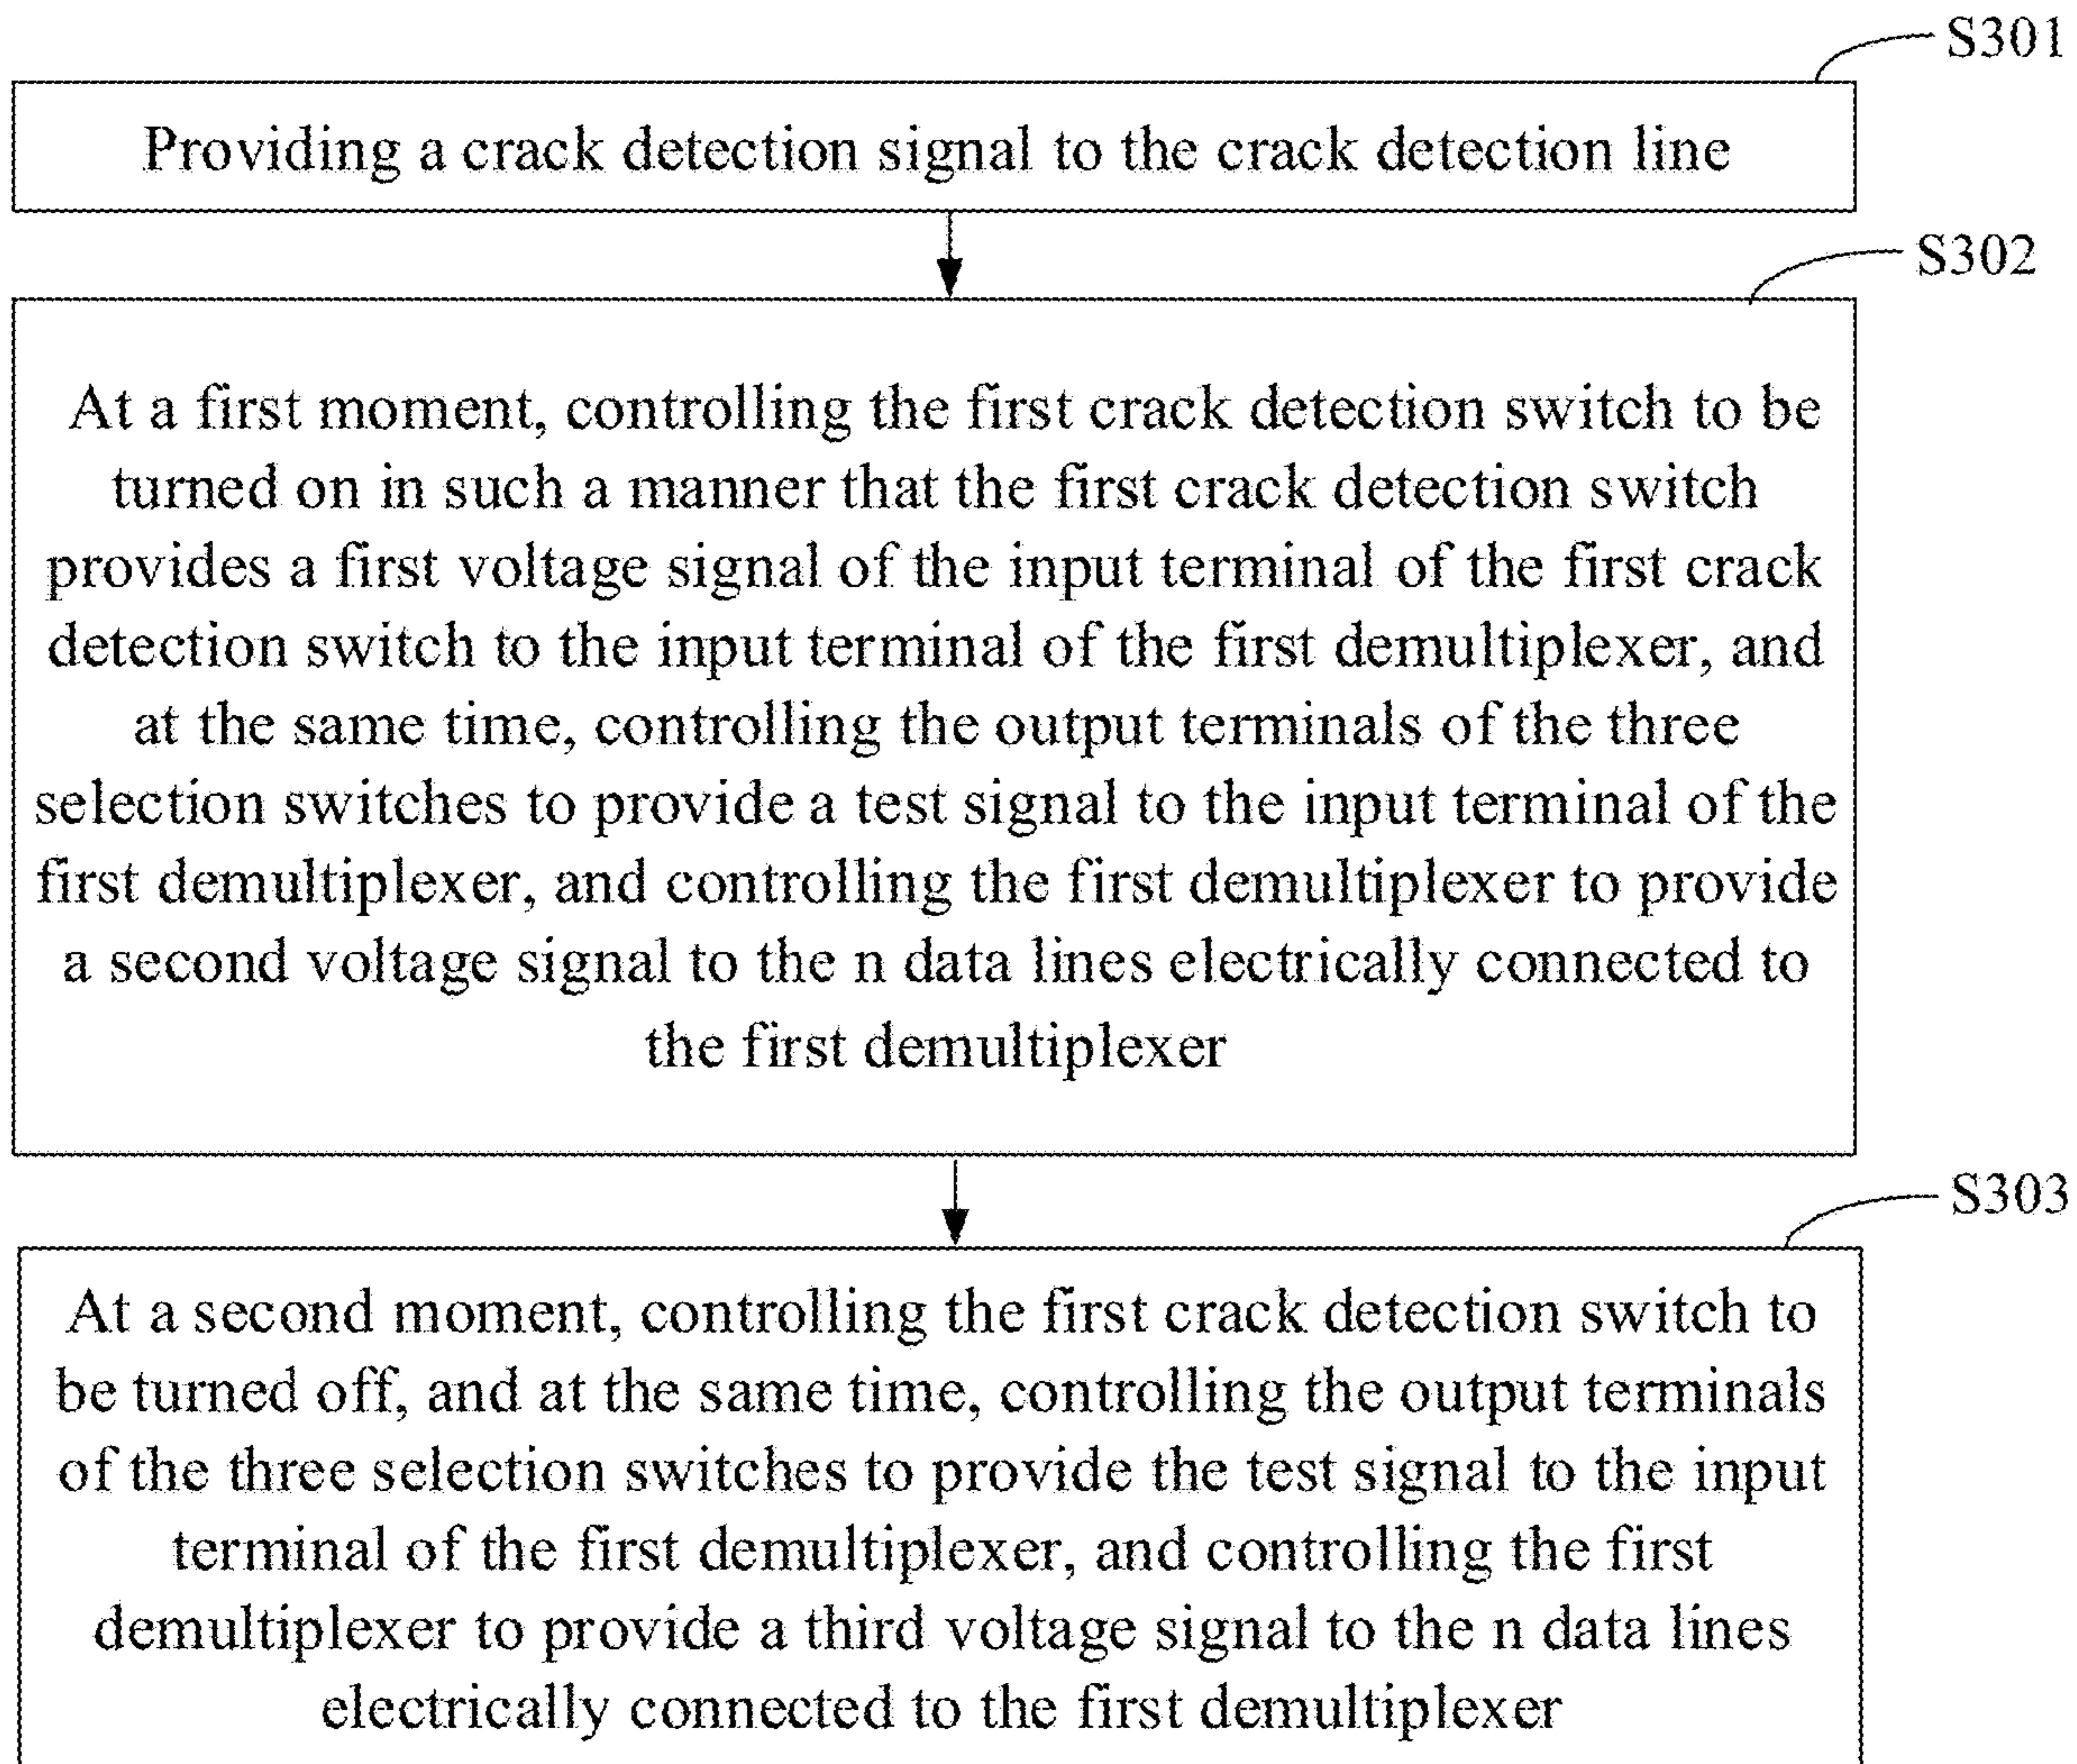 S301
Providing a crack detection signal to the crack detection line
S302
At a first moment, controlling the first crack detection switch to be
turned on in such a manner that the first crack detection switch
provides a first voltage signal of the input terminal of the first crack
detection switch to the input terminal of the first demultiplexer, and
at the same time, controlling the output terminals of the three
selection switches to provide a test signal to the input terminal of the
first demultiplexer, and controlling the first demultiplexer to provide
a second voltage signal to the n data lines electrically connected to
the first demultiplexer
S303
At a second moment, controlling the first crack detection switch to
be turned off, and at the same time, controlling the output terminals
of the three selection switches to provide the test signal to the input
terminal of the first demultiplexer, and controlling the first
demultiplexer to provide a third voltage signal to the n data lines
electrically connected to the first demultiplexer